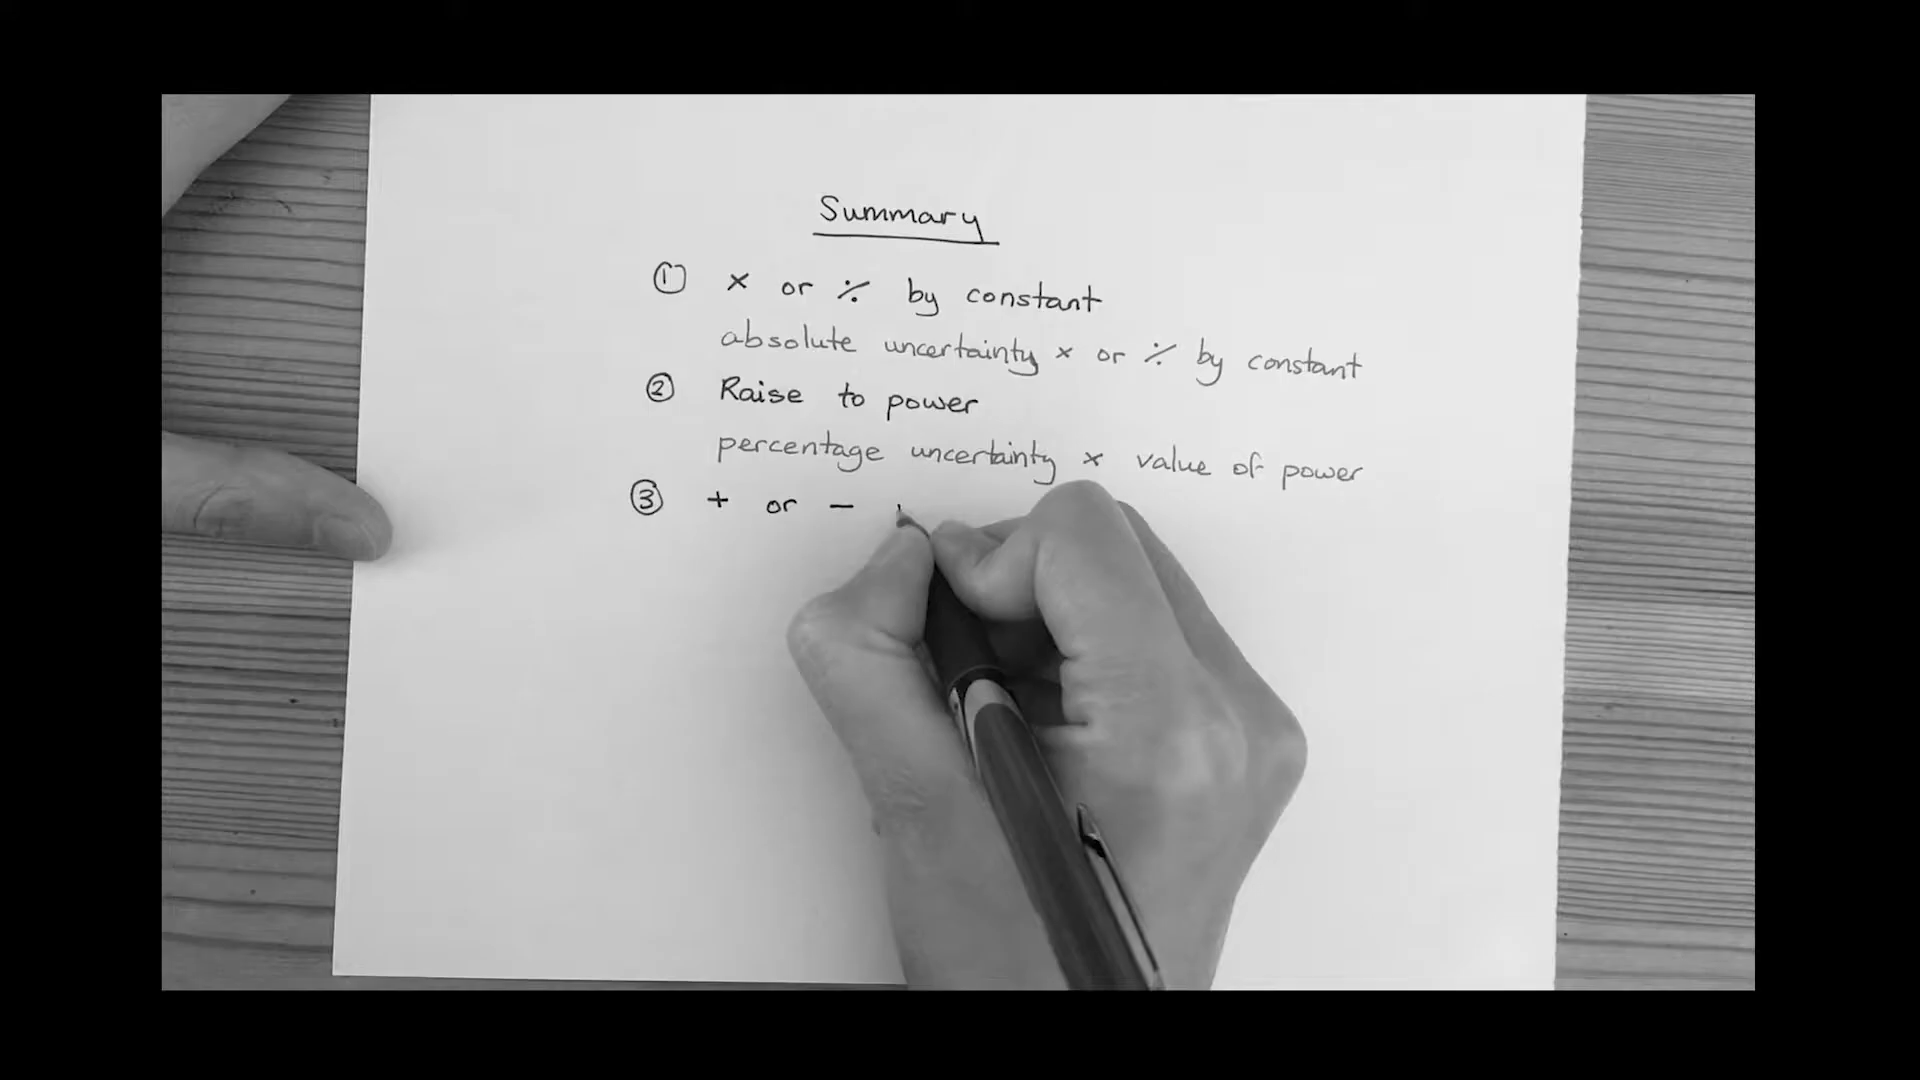 Summary
① × or ÷ by constant
absolute uncertainty × or ÷ by constant
② Raise to power
percentage uncertainty × value of power
③ + or −